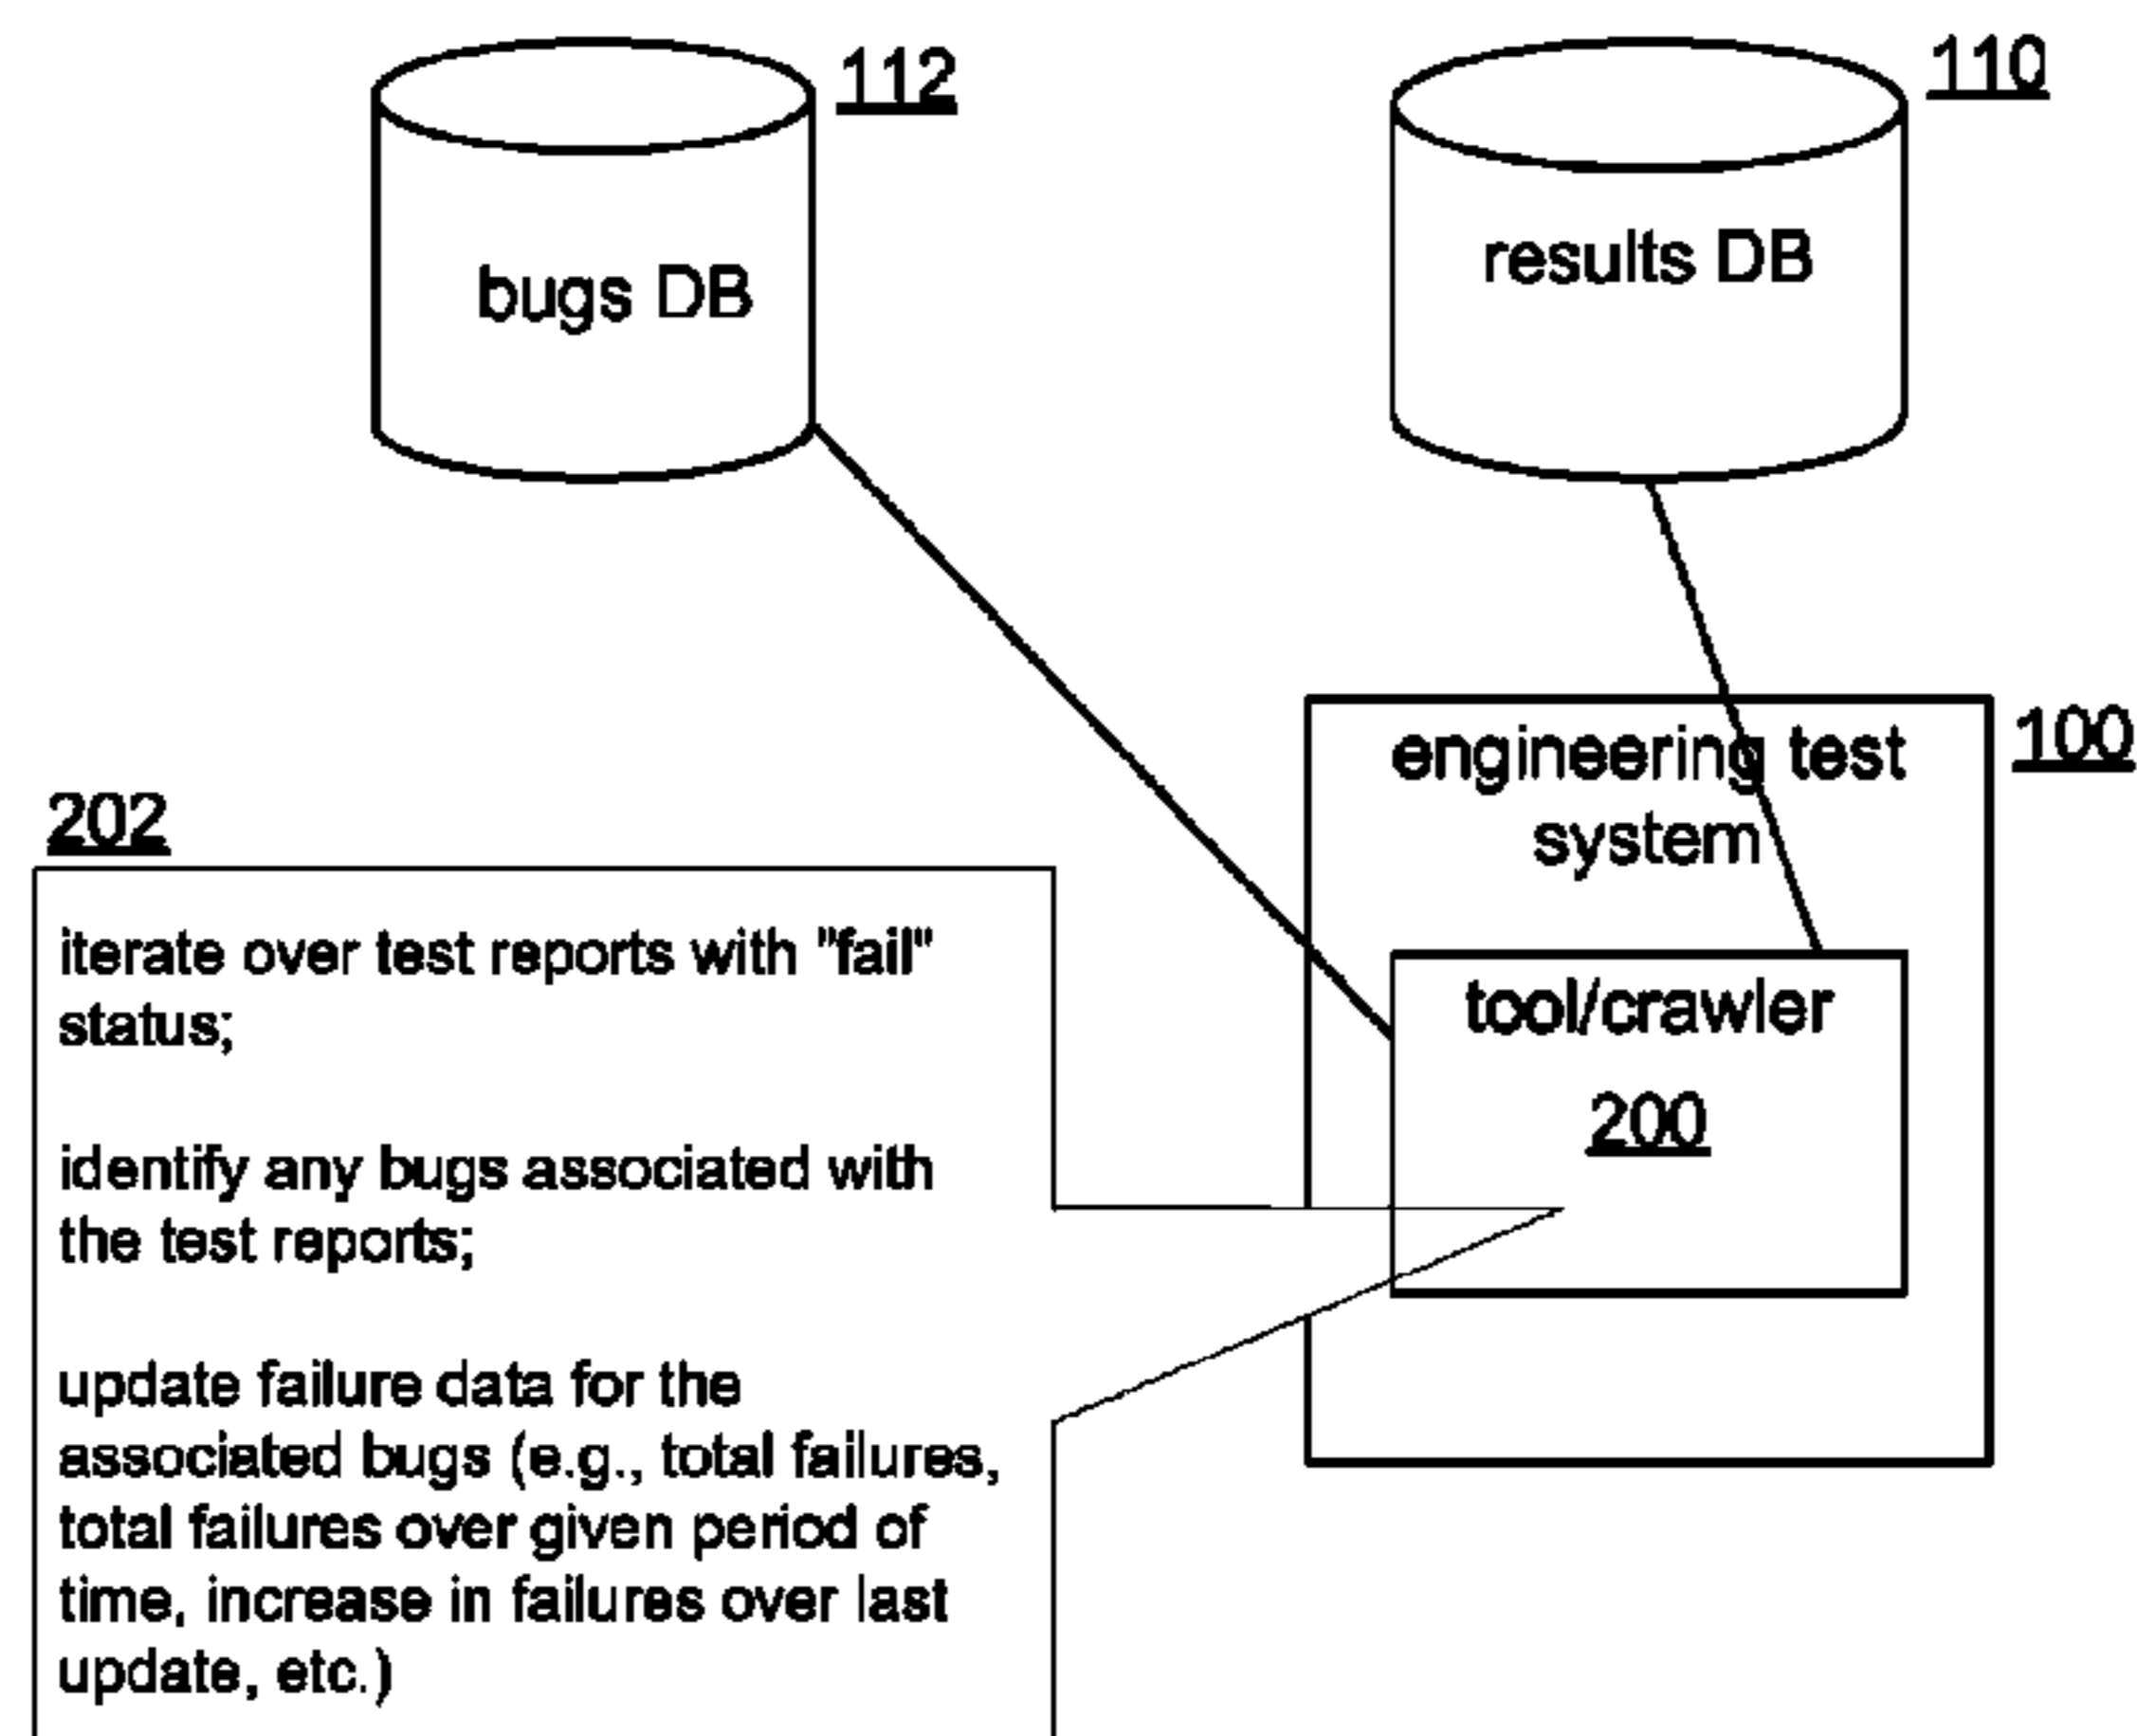 112
110
bugs DB
results DB
engineering test
system
100
202
tool/crawler
200
iterate over test reports with "fail"
status;
identify any bugs associated with
the test reports;
update failure data for the
associated bugs (e.g., total failures,
total failures over given period of
time, increase in failures over last
update, etc.)